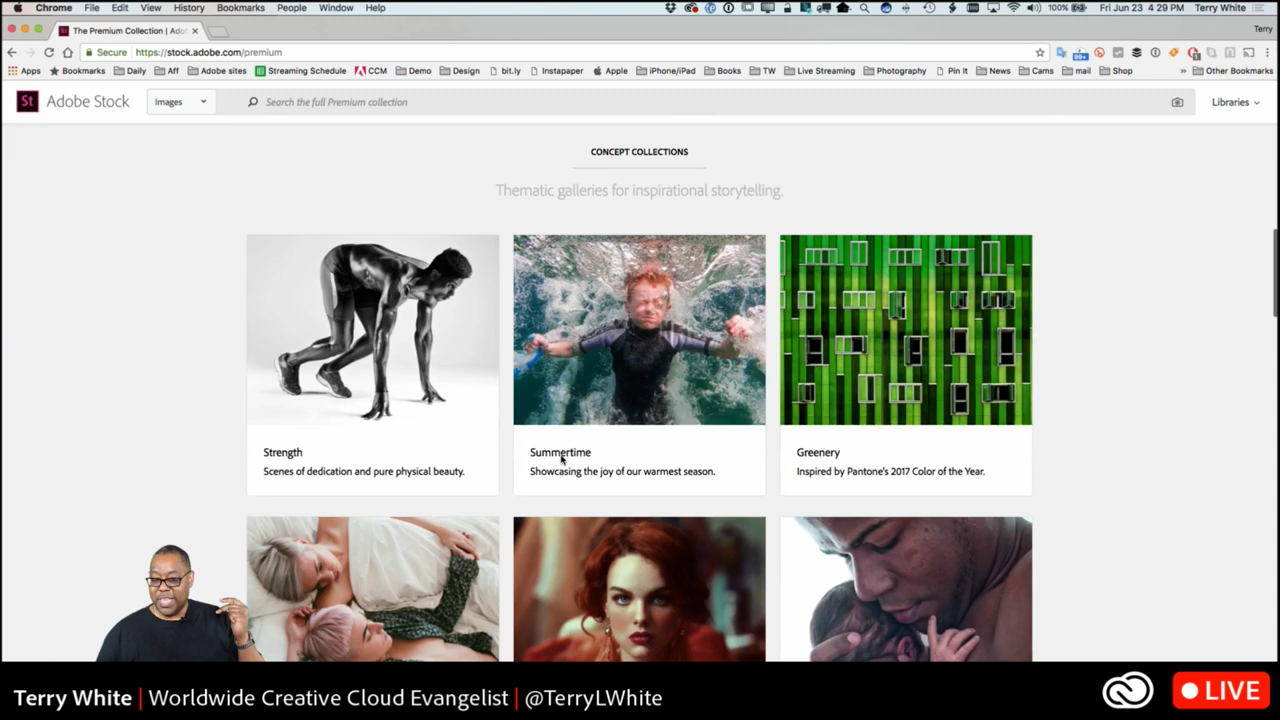 Chrome File Edit View History Bookmarks People Window Help 100% Fri Jun 23 4:29 PM Terry White
The Premium Collection | Ado Terry
Secure https://stock.adobe.com/premium
Apps Bookmarks Daily Aff Adobe sites Streaming Schedule CCC Demo Design bit.ly Instapaper Apple iPhone/iPad Books TW Live Streaming Photography Pin It News Cams mail Shop » Other Bookmarks
St Adobe Stock Images Search the full Premium collection Libraries
CONCEPT COLLECTIONS
Thematic galleries for inspirational storytelling.
Strength
Scenes of dedication and pure physical beauty.
Summertime
Showcasing the joy of our warmest season.
Greenery
Inspired by Pantone's 2017 Color of the Year.
Terry White | Worldwide Creative Cloud Evangelist | @TerryLWhite
LIVE